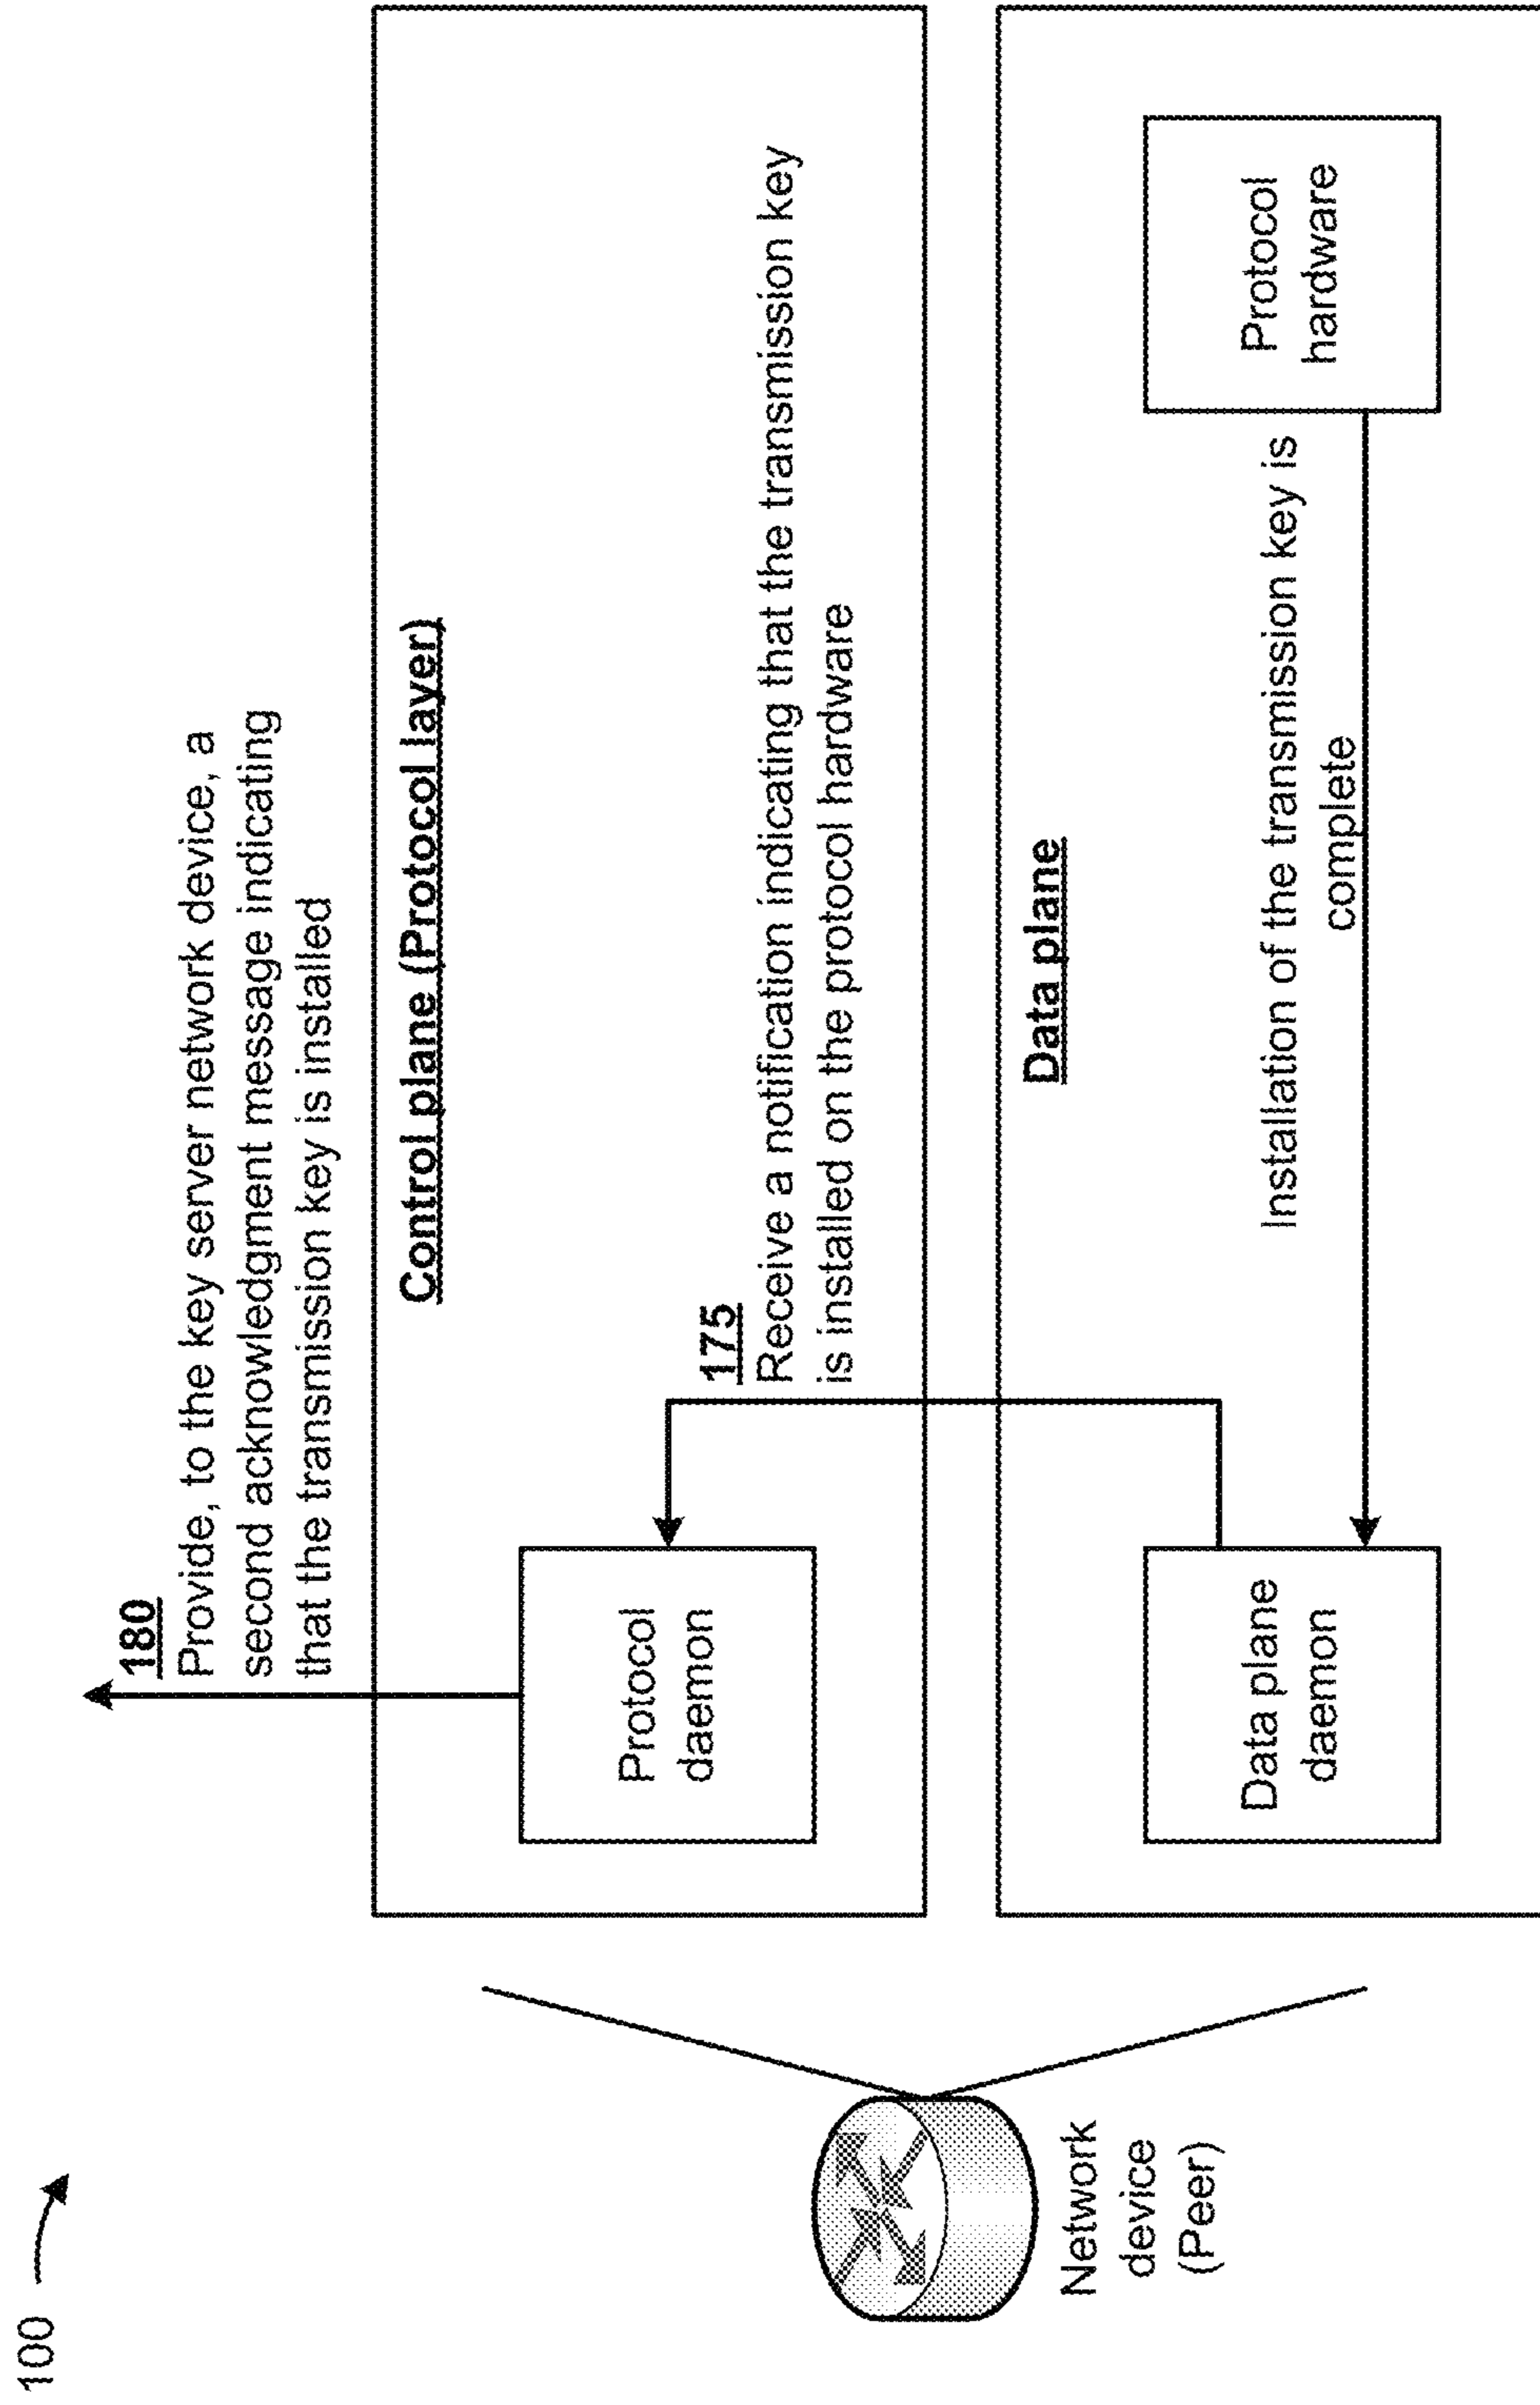 100
180
Provide, to the key server network device, a
second acknowledgment message indicating
that the transmission key is installed
Control plane (Protocol layer)
Protocol
daemon
175
Receive a notification indicating that the transmission key
is installed on the protocol hardware
Network
device
(Peer)
Data plane
Data plane
daemon
Installation of the transmission key is
complete
Protocol
hardware